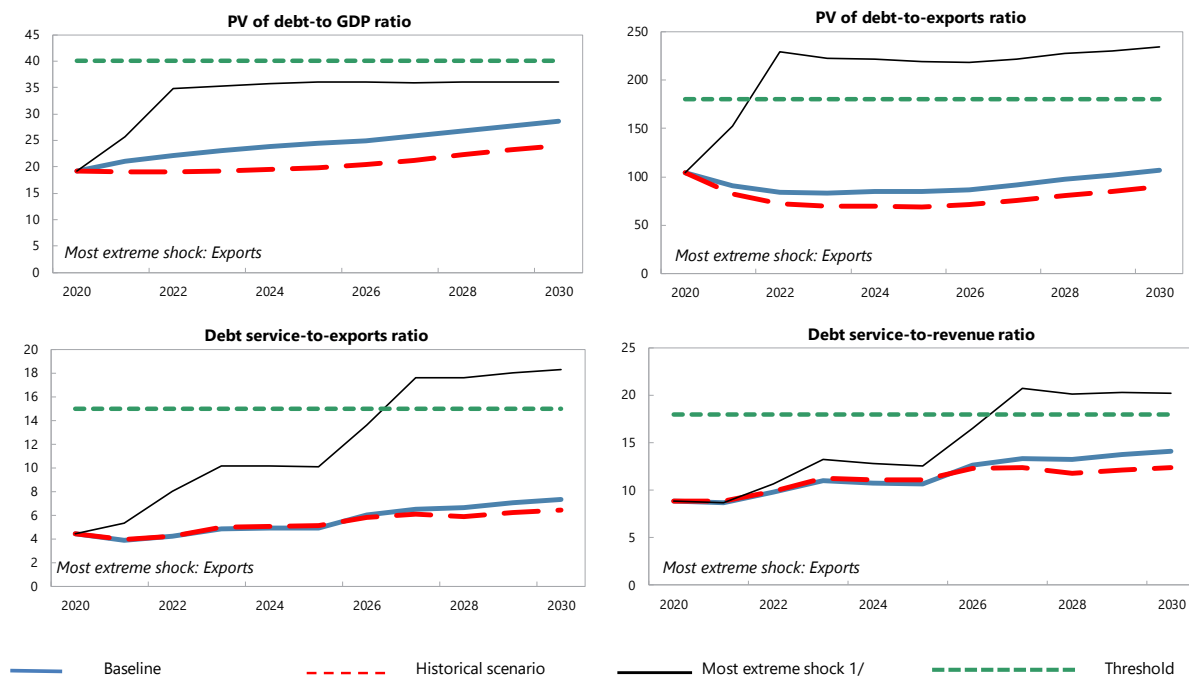 PV of debt-to GDP ratio
45
40
35
30
25
20
15
10
5
0
Most extreme shock: Exports
2020 2022 2024 2026 2028 2030
PV of debt-to-exports ratio
250
200
150
100
50
0
Most extreme shock: Exports
2020 2022 2024 2026 2028 2030
Debt service-to-exports ratio
20
18
16
14
12
10
8
6
4
2
0
Most extreme shock: Exports
2020 2022 2024 2026 2028 2030
Debt service-to-revenue ratio
25
20
15
10
5
0
Most extreme shock: Exports
2020 2022 2024 2026 2028 2030
Baseline Historical scenario Most extreme shock 1/ Threshold